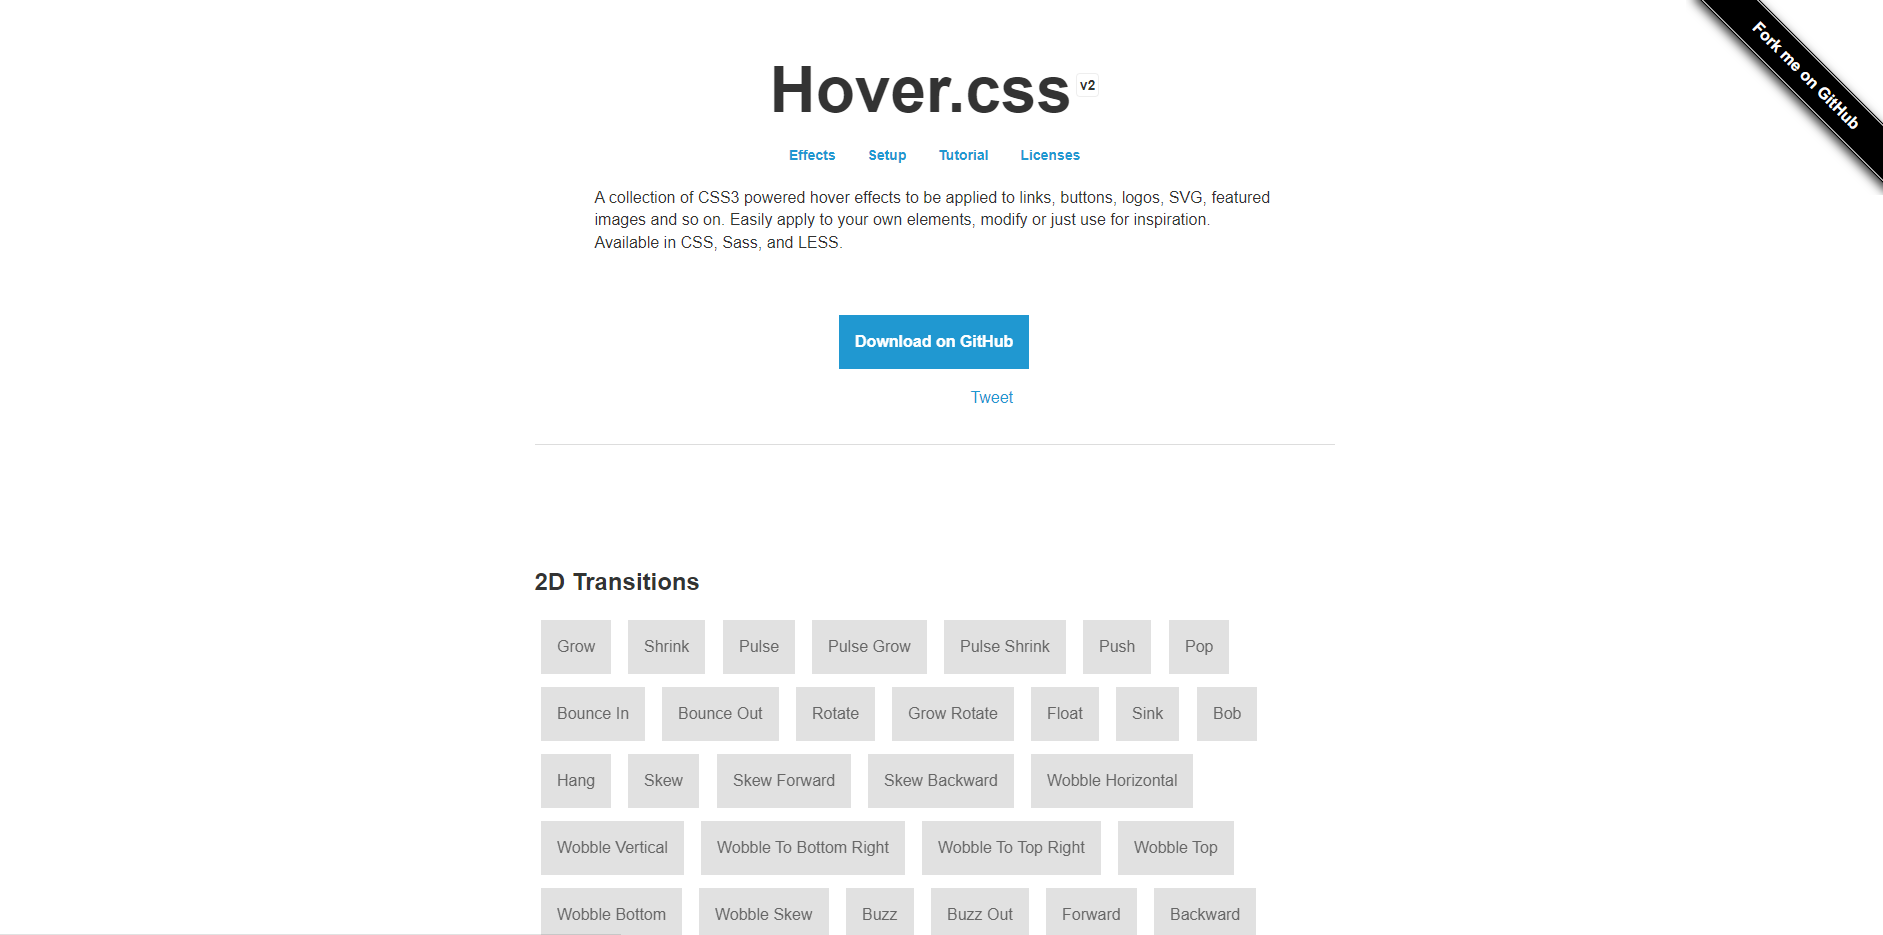 Fork me on GitHub
Hover.css v2
Effects Setup Tutorial Licenses
A collection of CSS3 powered hover effects to be applied to links, buttons, logos, SVG, featured
images and so on. Easily apply to your own elements, modify or just use for inspiration.
Available in CSS, Sass, and LESS.
Download on GitHub
Tweet
2D Transitions
Grow Shrink Pulse Pulse Grow Pulse Shrink Push Pop
Bounce In Bounce Out Rotate Grow Rotate Float Sink Bob
Hang Skew Skew Forward Skew Backward Wobble Horizontal
Wobble Vertical Wobble To Bottom Right Wobble To Top Right Wobble Top
Wobble Bottom Wobble Skew Buzz Buzz Out Forward Backward